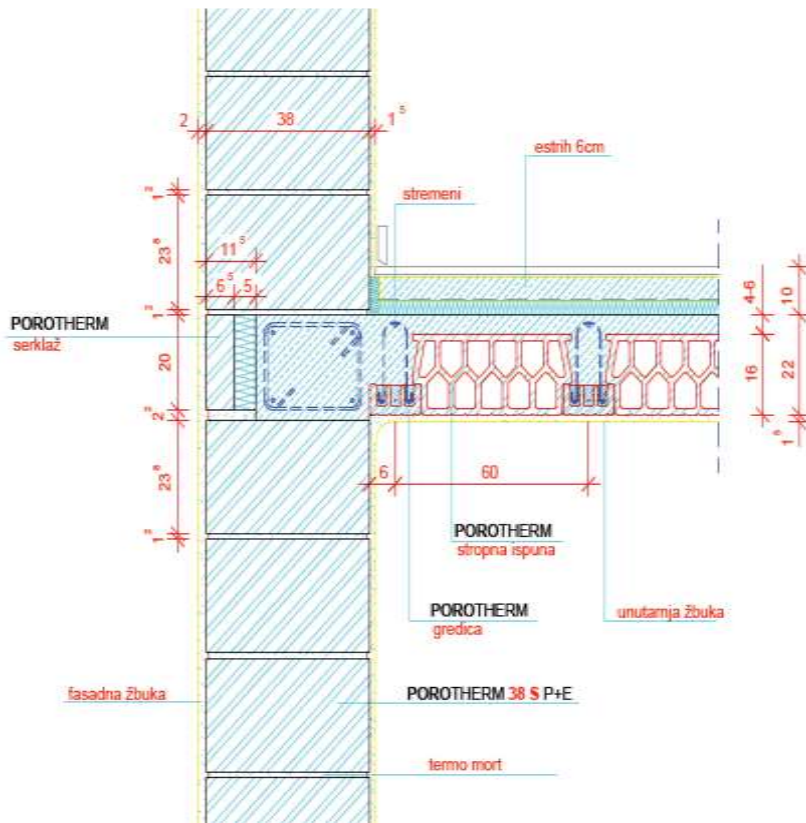 2
38
1⁵
estrih 6cm
stremeni
1²
23⁸
11⁵
6⁵
5
1²
POROTHERM
serklaž
20
2
23⁸
1²
4-6
10
16
22
1⁵
6
60
POROTHERM
stropna ispuna
POROTHERM
gredica
unutarnja žbuka
fasadna žbuka
POROTHERM 38 S P+E
termo mort